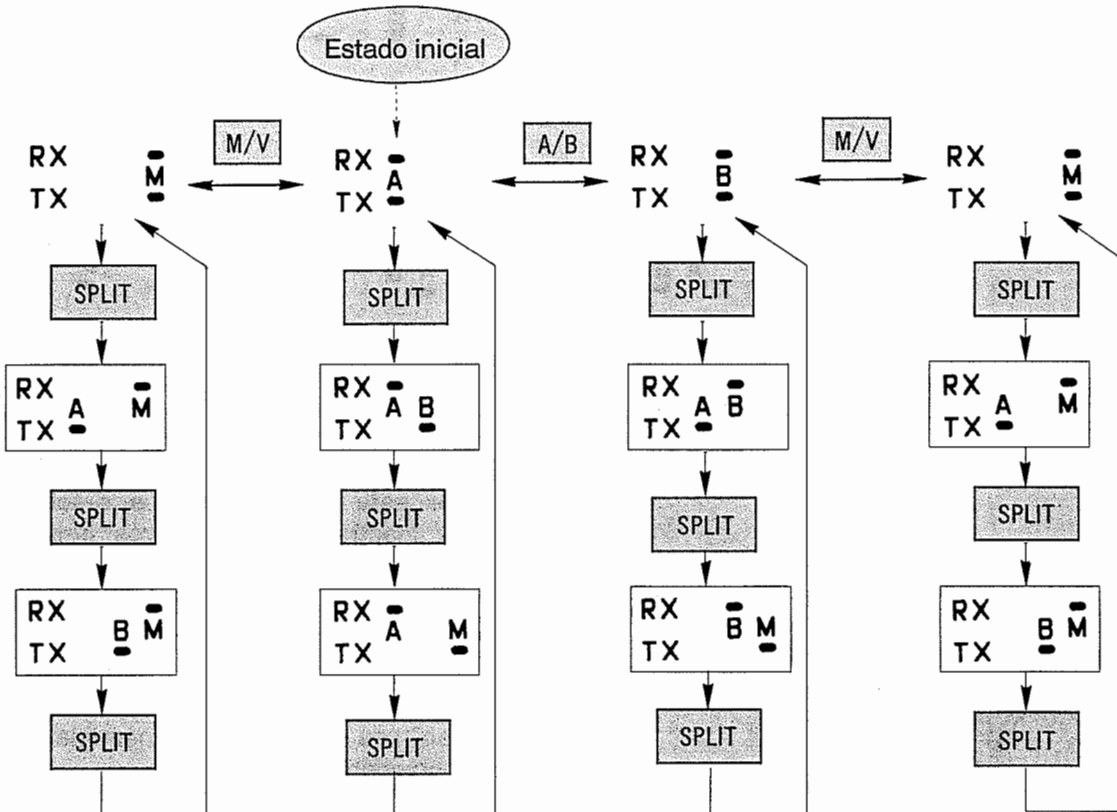 Estado inicial
M/V A/B M/V
RX M RX A RX B RX M
TX TX TX TX
SPLIT SPLIT SPLIT SPLIT
RX A M RX A B RX A B RX A M
TX TX TX TX
SPLIT SPLIT SPLIT SPLIT
RX B M RX A M RX B M RX B M
TX TX TX TX
SPLIT SPLIT SPLIT SPLIT